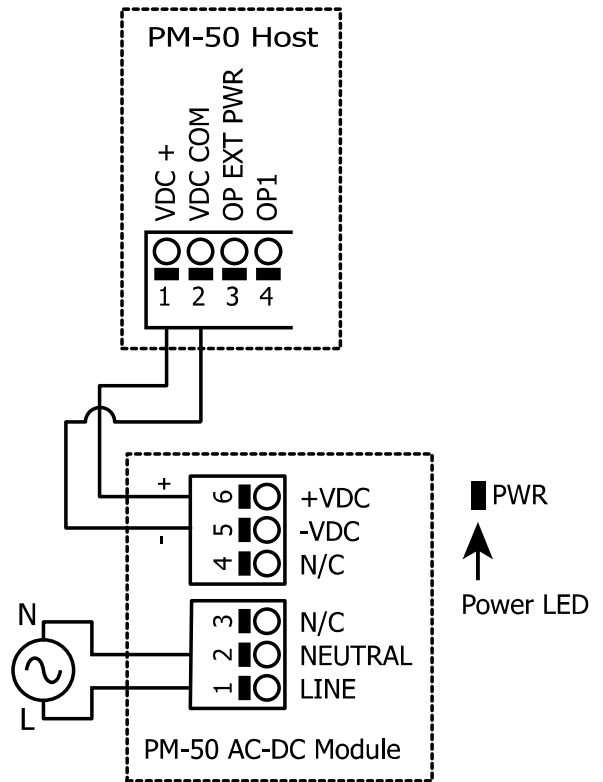 PM-50 Host
VDC +
VDC COM
OP EXT PWR
OP1
1 2 3 4
+
-
6 +VDC
5 -VDC
4 N/C
3 N/C
2 NEUTRAL
1 LINE
N
L
PWR
Power LED
PM-50 AC-DC Module